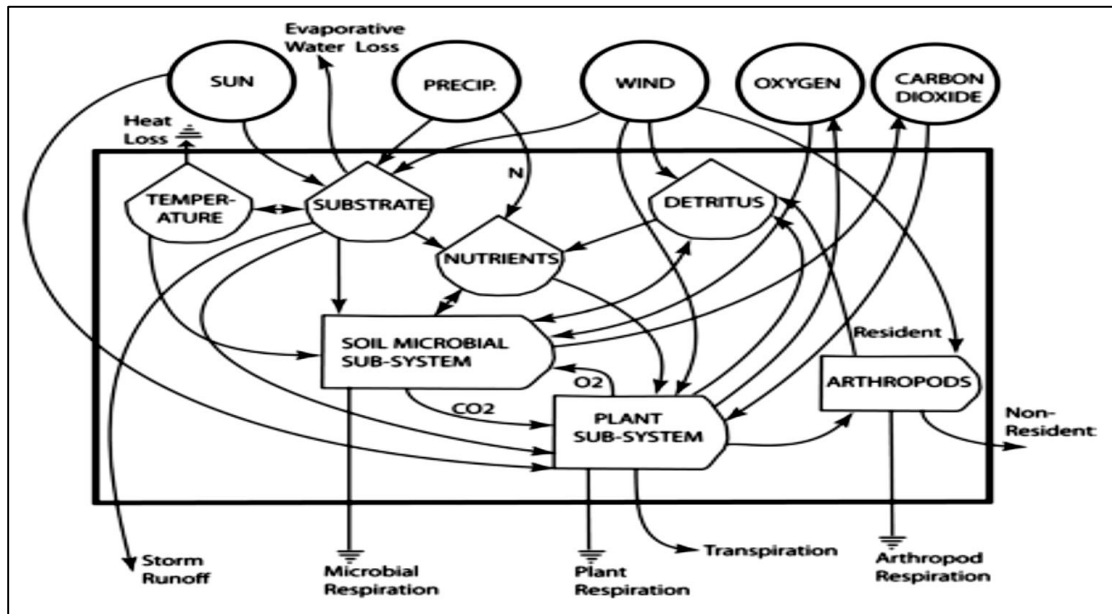 Evaporative
Water Loss
SUN
PRECIP.
WIND
OXYGEN
CARBON
DIOXIDE
Heat
Loss
N
TEMPER-
ATURE
SUBSTRATE
DETRITUS
NUTRIENTS
SOIL MICROBIAL
SUB-SYSTEM
Resident
ARTHROPODS
O2
CO2
PLANT
SUB-SYSTEM
Non-
Resident
Storm
Runoff
Microbial
Respiration
Plant
Respiration
Transpiration
Arthropod
Respiration